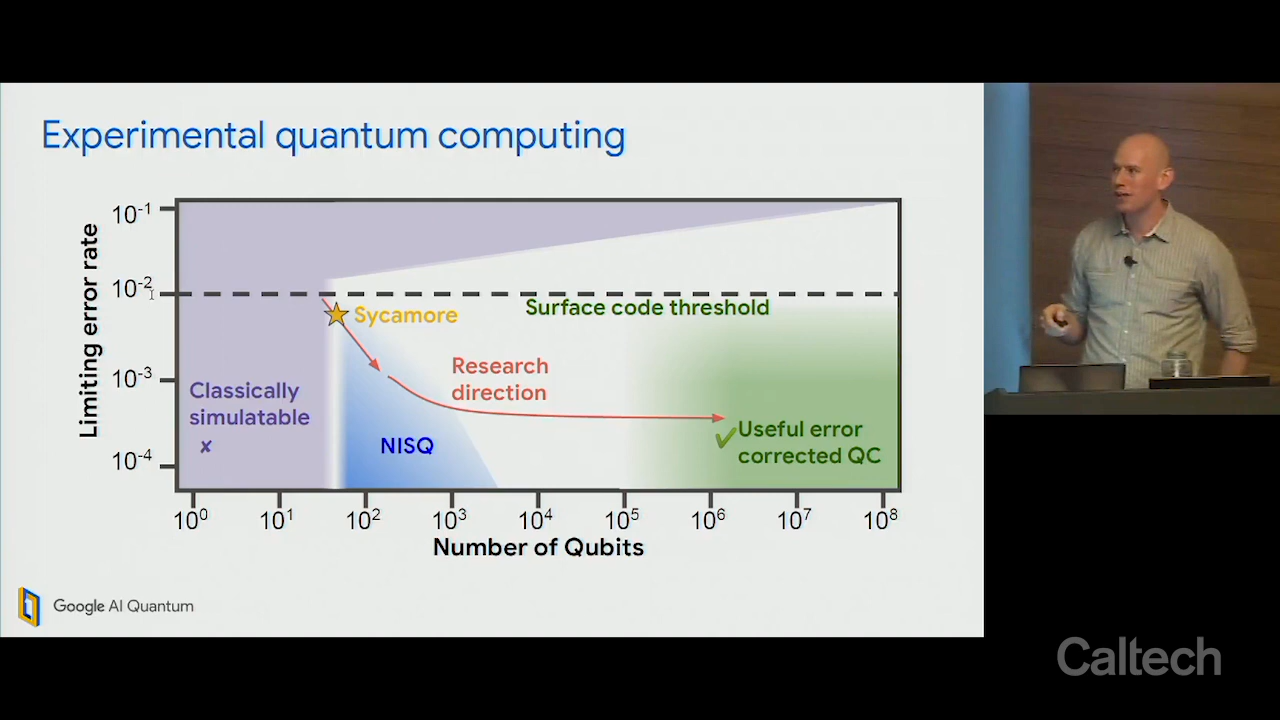 Experimental quantum computing
Limiting error rate
10⁻¹
10⁻²
10⁻³
10⁻⁴
Surface code threshold
Sycamore
Research
direction
Classically
simulatable
✘
NISQ
✔Useful error
corrected QC
10⁰ 10¹ 10² 10³ 10⁴ 10⁵ 10⁶ 10⁷ 10⁸
Number of Qubits
Google AI Quantum
Caltech